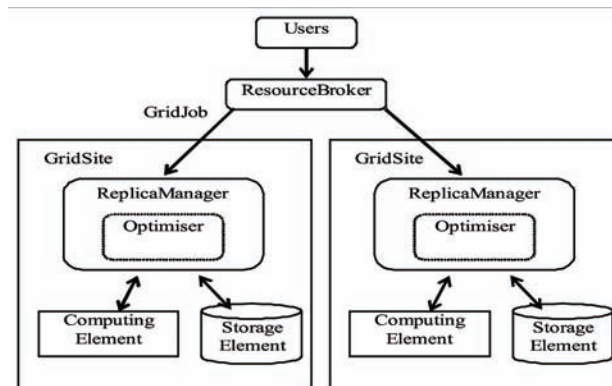 Users
ResourceBroker
GridJob
GridSite
ReplicaManager
Optimiser
Computing
Element
Storage
Element
GridSite
ReplicaManager
Optimiser
Computing
Element
Storage
Element